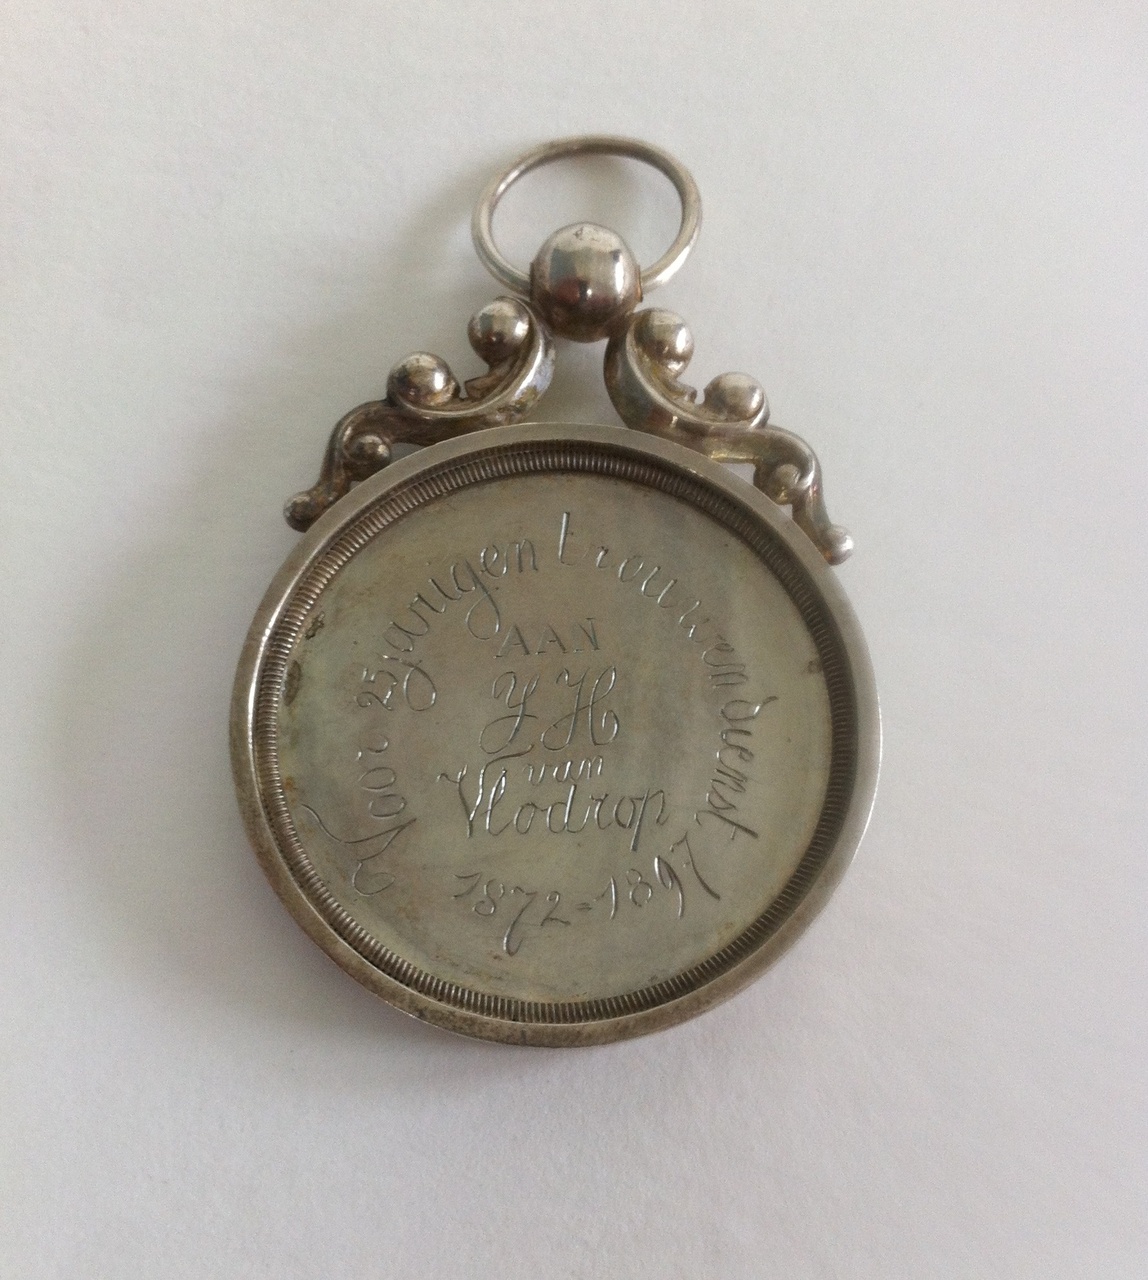 Voor 25jarigen trouwen dienst
AAN
Y H
van
Vlodrop
1872=1897